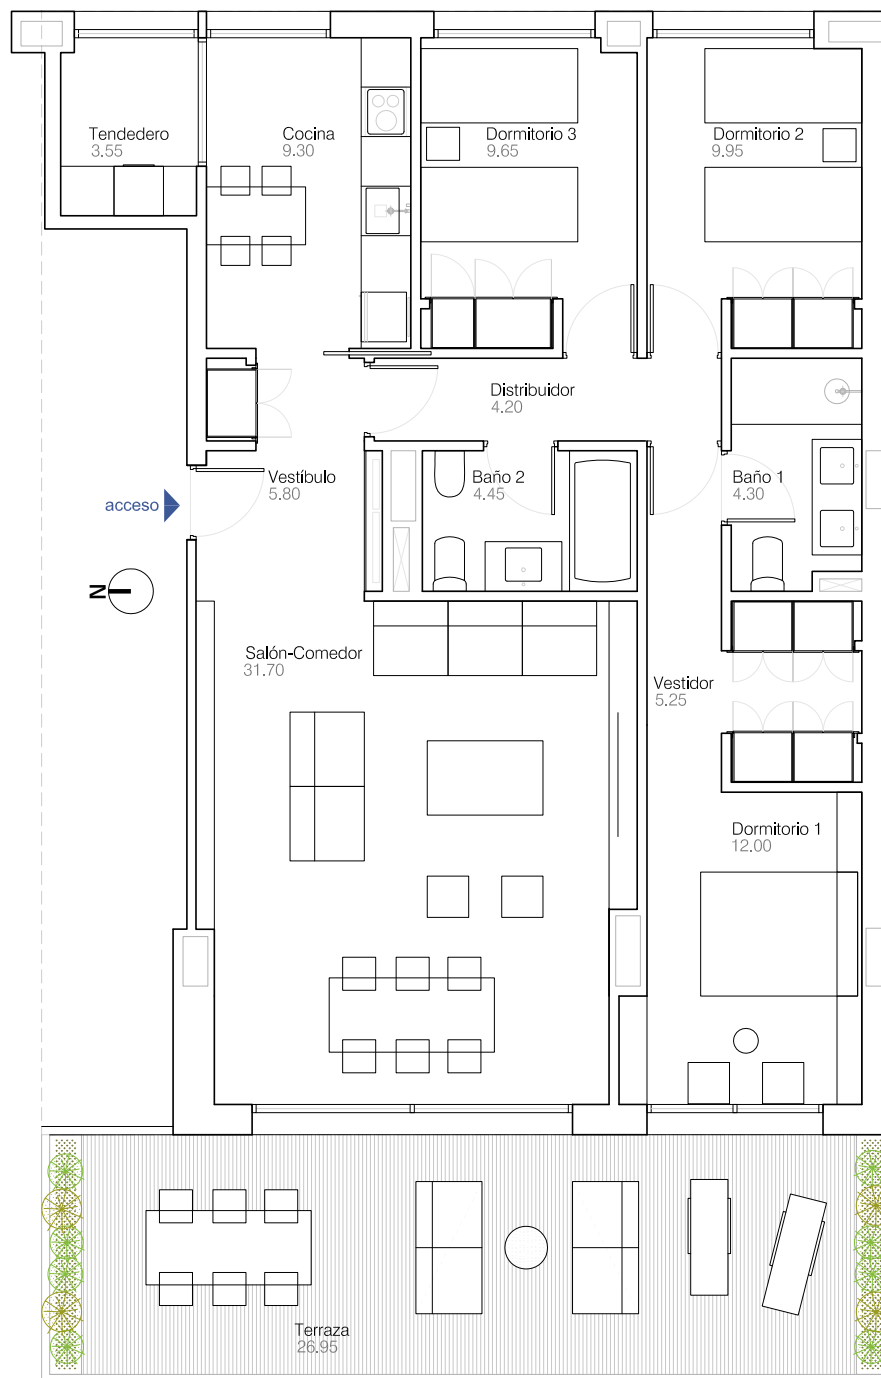 Tendedero
3.55
Cocina
9.30
Dormitorio 3
9.65
Dormitorio 2
9.95
Distribuidor
4.20
Vestíbulo
5.80
Baño 2
4.45
Baño 1
4.30
acceso
N
Salón-Comedor
31.70
Vestidor
5.25
Dormitorio 1
12.00
Terraza
26.95